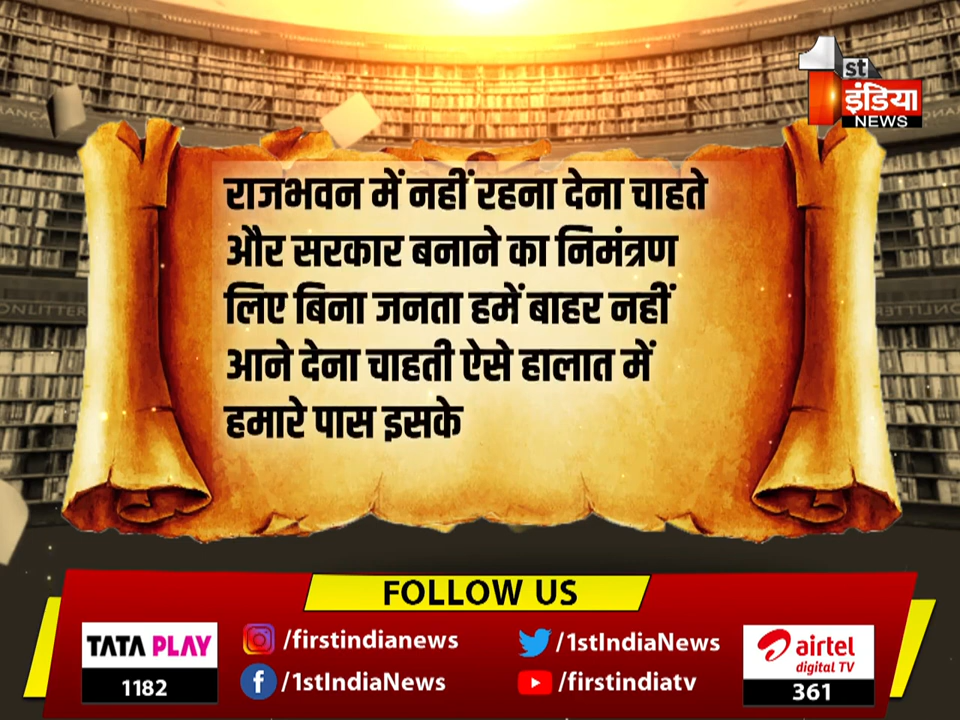 1st
इंडिया
NEWS
राजभवन में नहीं रहना देना चाहते
और सरकार बनाने का निमंत्रण
लिए बिना जनता हमें बाहर नहीं
आने देना चाहती ऐसे हालात में
हमारे पास इसके
FOLLOW US
TATA PLAY
1182
/firstindianews
/1stIndiaNews
/1stIndiaNews
/firstindiatv
airtel
digital TV
361